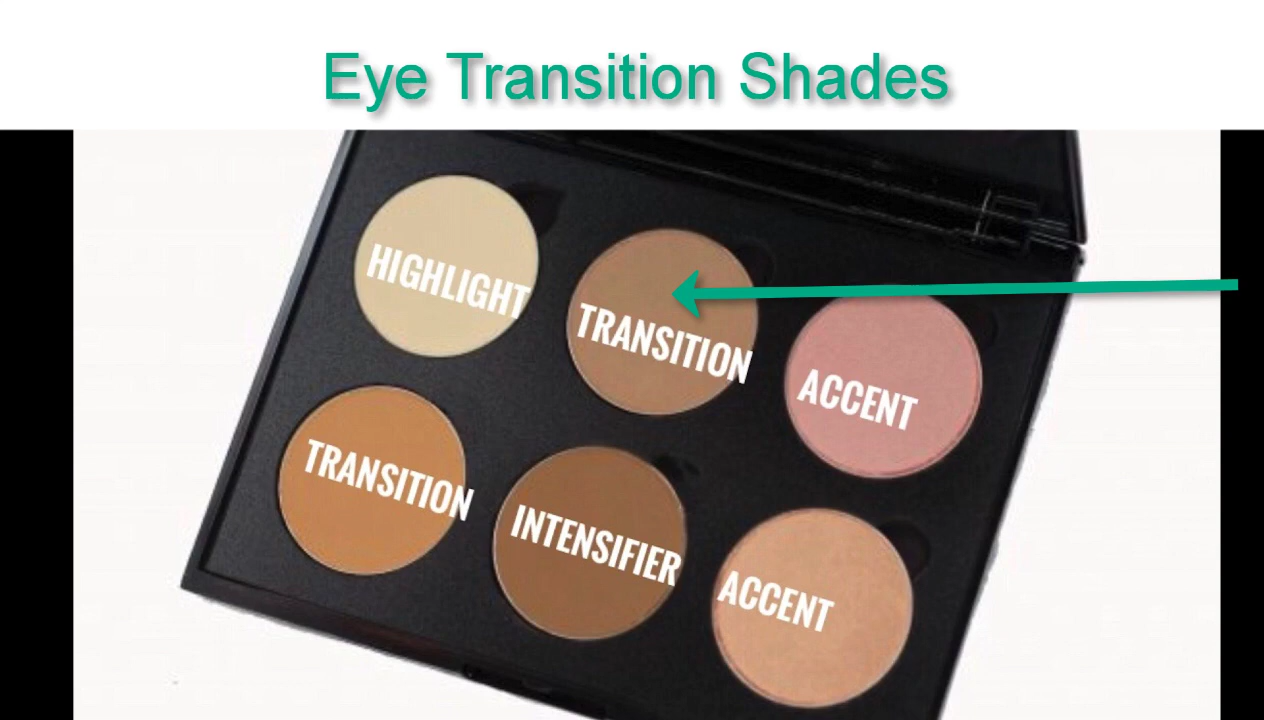 Eye Transition Shades
HIGHLIGHT
TRANSITION
ACCENT
TRANSITION
INTENSIFIER
ACCENT